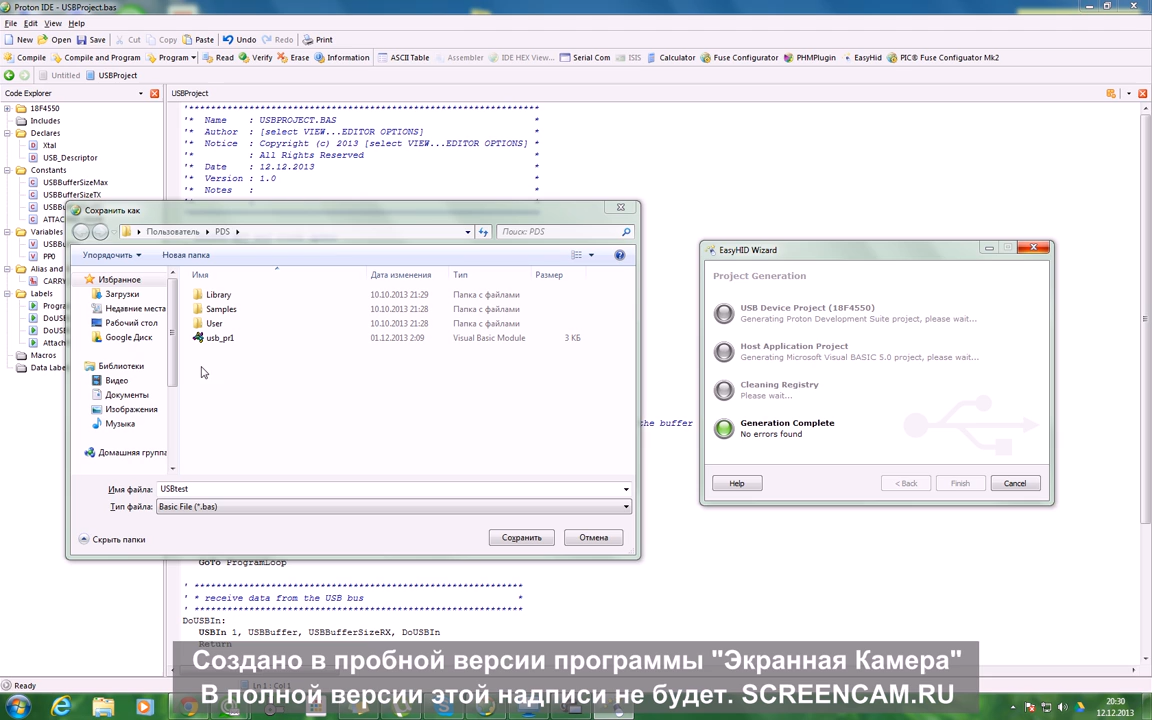 Proton IDE - USBProject.bas
File Edit View Help
New Open Save Cut Copy Paste Undo Redo Print
Compile Compile and Program Program Read Verify Erase Information ASCII Table Assembler IDE HEX View... Serial Com ISIS Calculator Fuse Configurator PHMPlugin EasyHid PIC® Fuse Configuator Mk2
Untitled USBProject
Code Explorer
USBProject
18F4550
Includes
Declares
Xtal
USB_Descriptor
Constants
USBBufferSizeMax
USBBufferSizeTX
Variables
PP0
Alias and
CARRY
Labels
Macros
'****************************************************************
'* Name : USBPROJECT.BAS *
'* Author : [select VIEW...EDITOR OPTIONS] *
'* Notice : Copyright (c) 2013 [select VIEW...EDITOR OPTIONS] *
'* : All Rights Reserved *
'* Date : 12.12.2013 *
'* Version : 1.0 *
'* Notes : *
Сохранить как
Пользователь PDS
Поиск: PDS
Упорядочить Новая папка
Избранное
Загрузки
Недавние места
Рабочий стол
Google Диск
Библиотеки
Видео
Документы
Изображения
Музыка
Домашняя группа
Имя Дата изменения Тип Размер
Library 10.10.2013 21:29 Папка с файлами
Samples 10.10.2013 21:28 Папка с файлами
User 10.10.2013 21:28 Папка с файлами
usb_pr1 01.12.2013 2:09 Visual Basic Module 3 КБ
Имя файла: USBtest
Тип файла: Basic File (*.bas)
Скрыть папки Сохранить Отмена
EasyHID Wizard
Project Generation
USB Device Project (18F4550)
Generating Proton Development Suite project, please wait...
Host Application Project
Generating Microsoft Visual BASIC 5.0 project, please wait...
Cleaning Registry
Please wait...
Generation Complete
No errors found
Help < Back Finish Cancel
the buffer
GoTo ProgramLoop
' ************************************************************
' * receive data from the USB bus *
' ************************************************************
DoUSBIn:
USBIn 1, USBBuffer, USBBufferSizeRX, DoUSBIn
Return
Создано в пробной версии программы "Экранная Камера"
В полной версии этой надписи не будет. SCREENCAM.RU
Ready
EN
20:30
12.12.2013